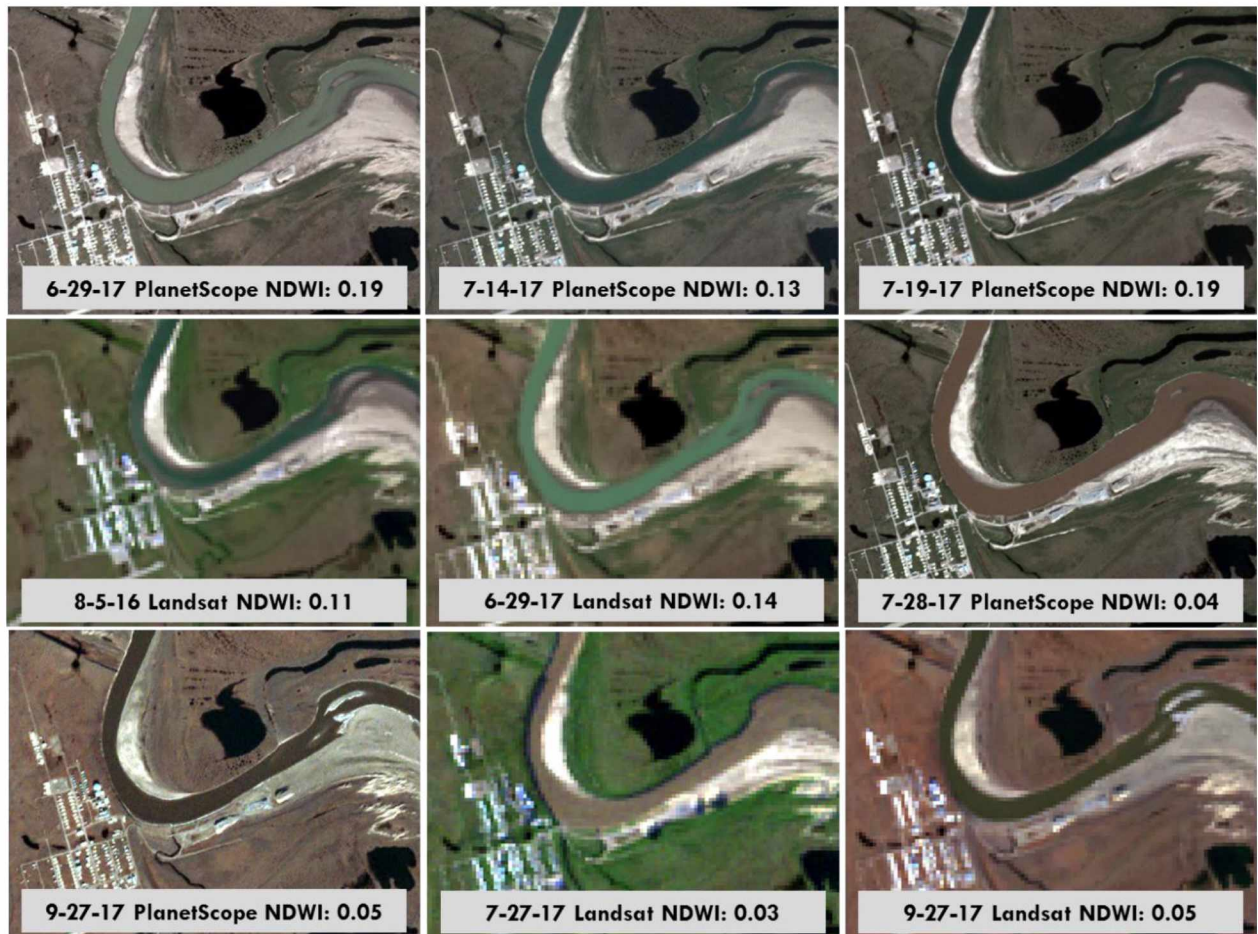 6-29-17 PlanetScope NDWI: 0.19
7-14-17 PlanetScope NDWI: 0.13
7-19-17 PlanetScope NDWI: 0.19
8-5-16 Landsat NDWI: 0.11
6-29-17 Landsat NDWI: 0.14
7-28-17 PlanetScope NDWI: 0.04
9-27-17 PlanetScope NDWI: 0.05
7-27-17 Landsat NDWI: 0.03
9-27-17 Landsat NDWI: 0.05